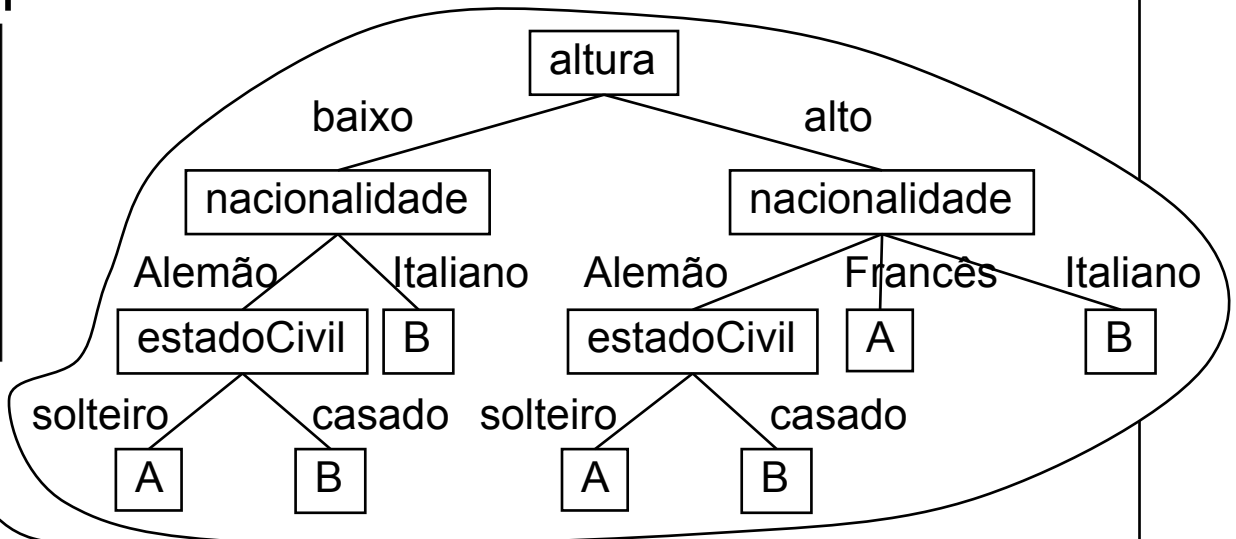 altura
baixo alto
nacionalidade nacionalidade
Alemão Italiano Alemão Francês Italiano
estadoCivil B estadoCivil A B
solteiro casado solteiro casado
A B A B